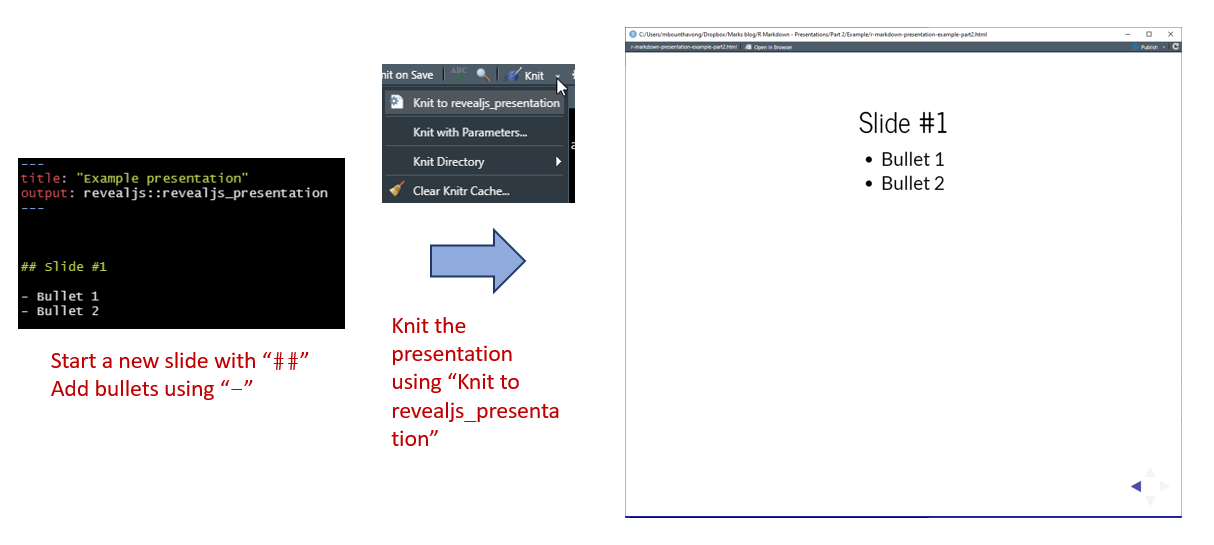 ---
title: "Example presentation"
output: revealjs::revealjs_presentation
---
## Slide #1
- Bullet 1
- Bullet 2
Start a new slide with “##”
Add bullets using “–”
nit on Save ABC Knit
Knit to revealjs_presentation
Knit with Parameters...
Knit Directory
Clear Knitr Cache...
Knit the
presentation
using “Knit to
revealjs_presenta
tion”
C:/Users/mbounthavong/Dropbox/Marks blog/R Markdown - Presentations/Part 2/Example/r-markdown-presentation-example-part2.html
r-markdown-presentation-example-part2.html Open in Browser Publish
Slide #1
• Bullet 1
• Bullet 2